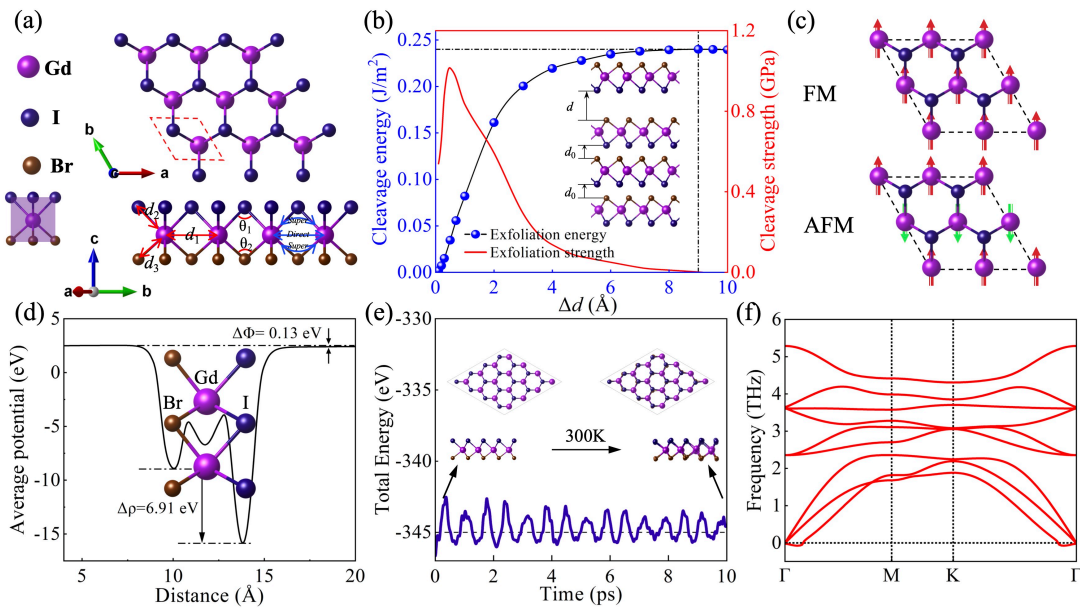 (a)
Gd
I
Br
b
c
a
c
a
b
d2
d1
d3
θ1
θ2
Super
Direct
Super
(b)
Cleavage energy (J/m²)
0.25
0.20
0.15
0.10
0.05
0.00
0 2 4 6 8 10
Δd (Å)
1.2
0.9
0.6
0.4
0.0
Cleavage strength (GPa)
d
d0
d0
Exfoliation energy
Exfoliation strength
(c)
FM
AFM
(d)
Average potential (eV)
0
-5
-10
-15
5 10 15 20
Distance (Å)
ΔΦ= 0.13 eV
Gd
Br I
Δρ=6.91 eV
(e)
Total Energy (eV)
-330
-335
-340
-345
0 2 4 6 8 10
Time (ps)
300K
(f)
Frequency (THz)
6
5
4
3
2
1
0
Γ M K Γ